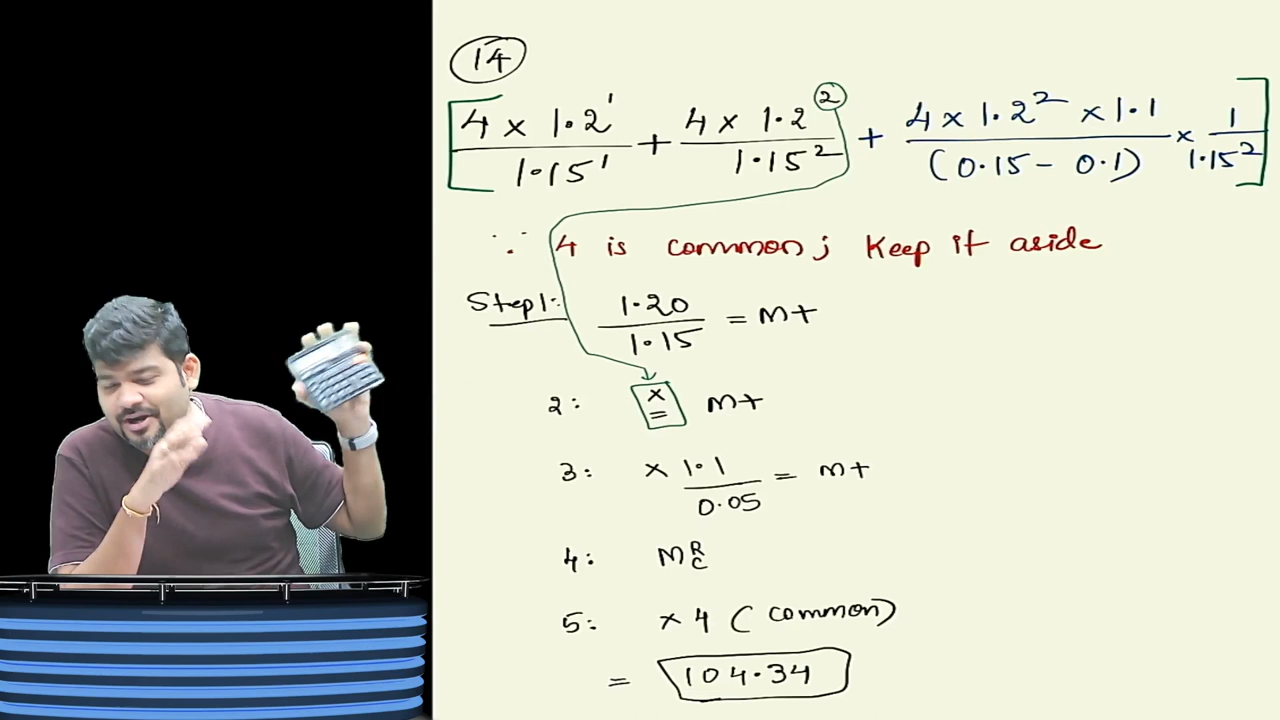 14
[4 × 1.2¹ / 1.15¹ + 4 × 1.2² / 1.15² + 4 × 1.2² × 1.1 / (0.15 − 0.1) × 1 / 1.15²]
∵ 4 is common; Keep it aside
Step 1: 1.20 / 1.15 = m+
2: × = m+
3: × 1.1 / 0.05 = m+
4: MRC
5: × 4 (common)
= 104.34